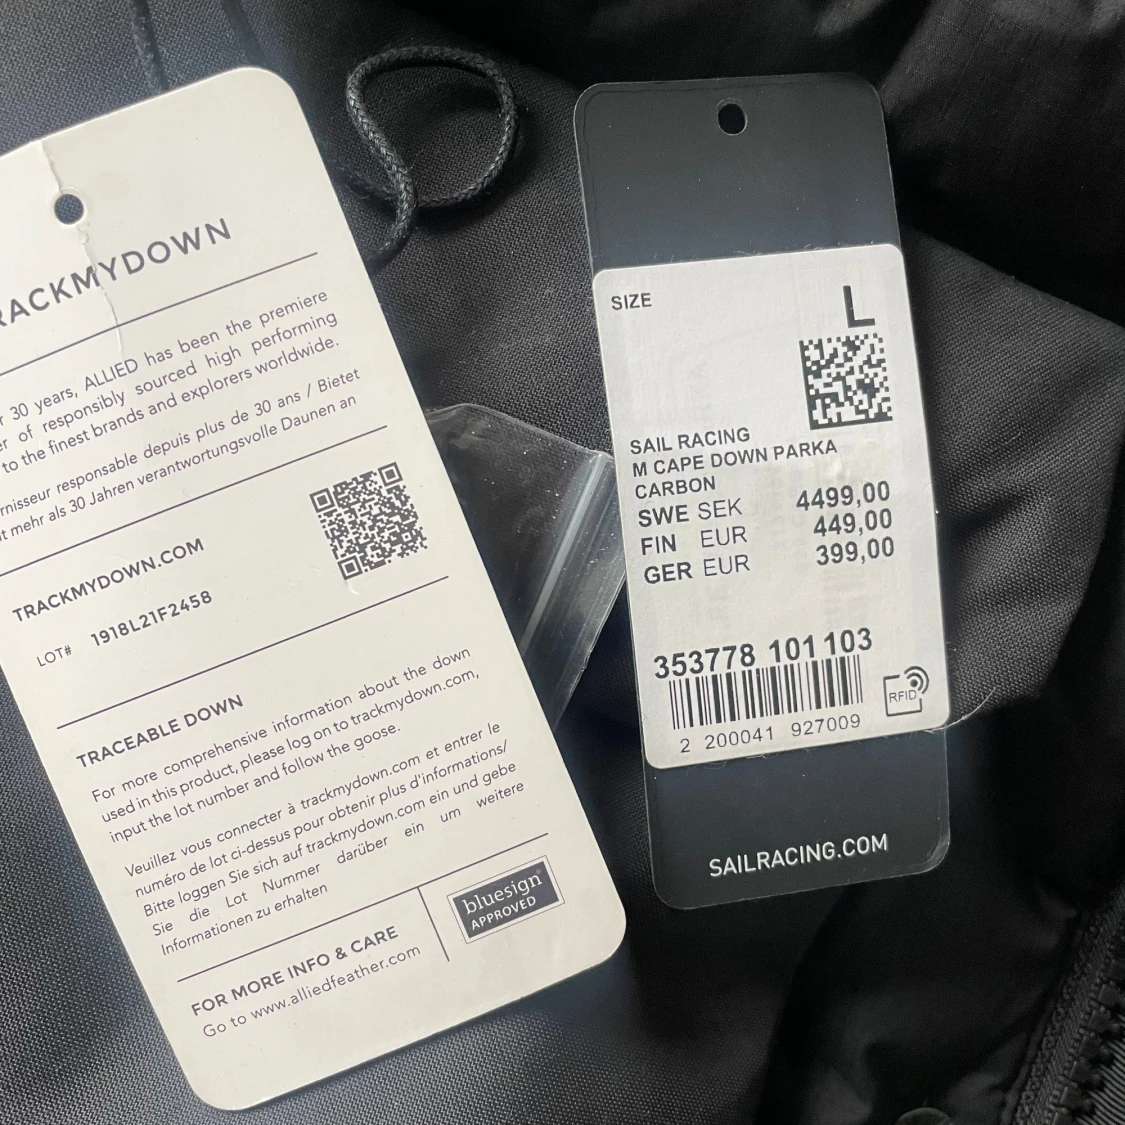 RACKMYDOWN
r 30 years, ALLIED has been the premiere
er of responsibly sourced high performing
to the finest brands and explorers worldwide.
rnisseur responsable depuis plus de 30 ans / Bietet
t mehr als 30 Jahren verantwortungsvolle Daunen an
TRACKMYDOWN.COM
LOT# 1918L21F2458
TRACEABLE DOWN
For more comprehensive information about the down
used in this product, please log on to trackmydown.com,
input the lot number and follow the goose.
Veuillez vous connecter à trackmydown.com et entrer le
numéro de lot ci-dessus pour obtenir plus d'informations/
Bitte loggen Sie sich auf trackmydown.com ein und gebe
Sie die Lot Nummer darüber ein um weitere
Informationen zu erhalten
FOR MORE INFO & CARE
Go to www.alliedfeather.com
bluesign®
APPROVED
SIZE
L
SAIL RACING
M CAPE DOWN PARKA
CARBON
SWE SEK 4499,00
FIN EUR 449,00
GER EUR 399,00
353778 101 103
2 200041 927009
RFID
SAILRACING.COM